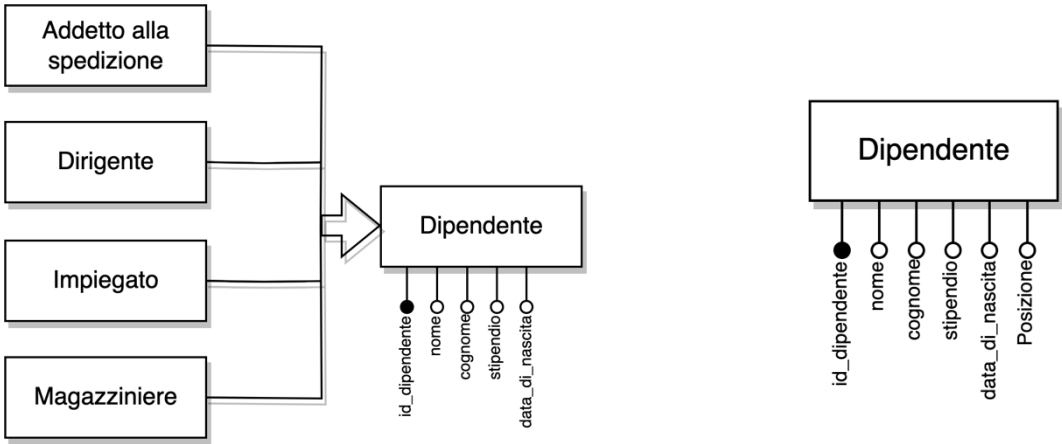 Addetto alla
spedizione
Dirigente
Impiegato
Magazziniere
Dipendente
id_dipendente
nome
cognome
stipendio
data_di_nascita
Dipendente
id_dipendente
nome
cognome
stipendio
data_di_nascita
Posizione